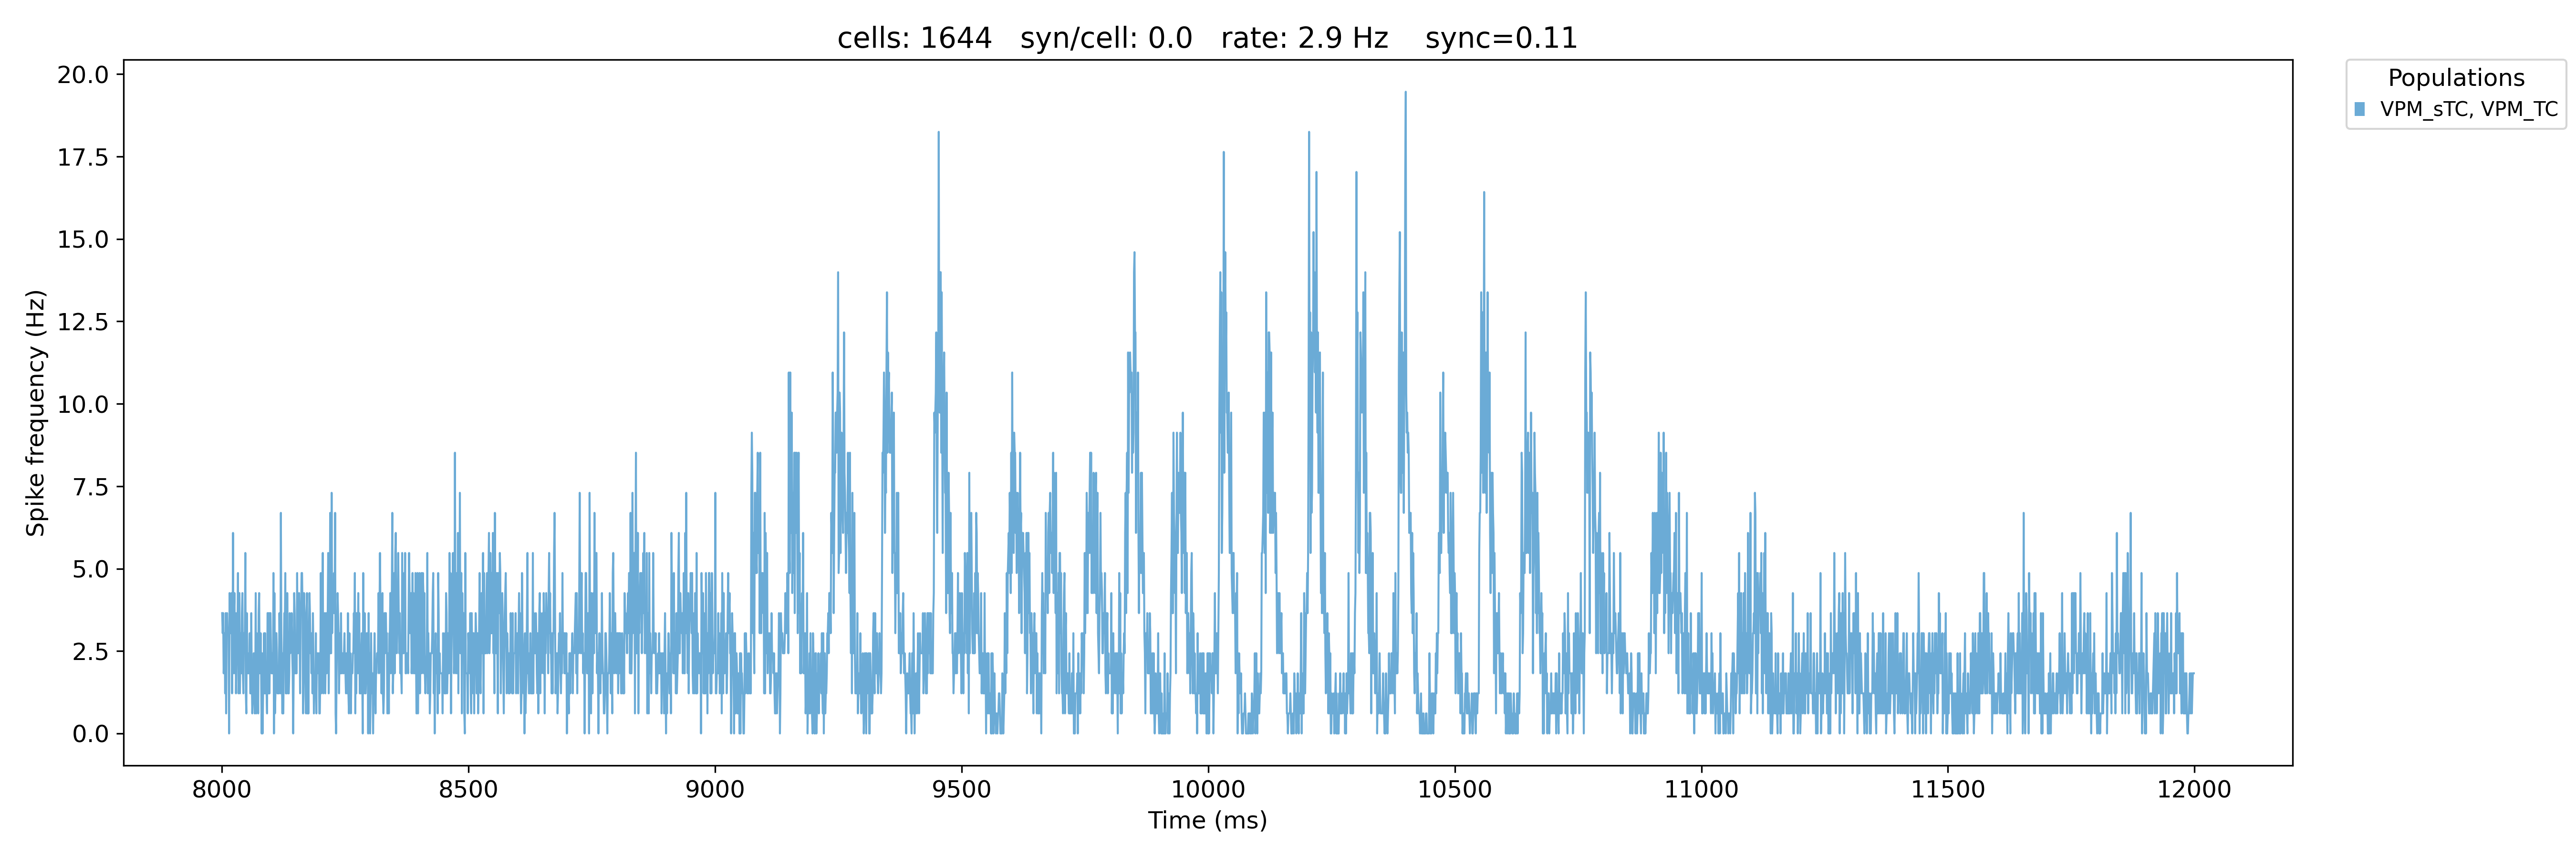 cells: 1644   syn/cell: 0.0   rate: 2.9 Hz    sync=0.11
Populations
VPM_sTC, VPM_TC
Spike frequency (Hz)
20.0
17.5
15.0
12.5
10.0
7.5
5.0
2.5
0.0
8000 8500 9000 9500 10000 10500 11000 11500 12000
Time (ms)